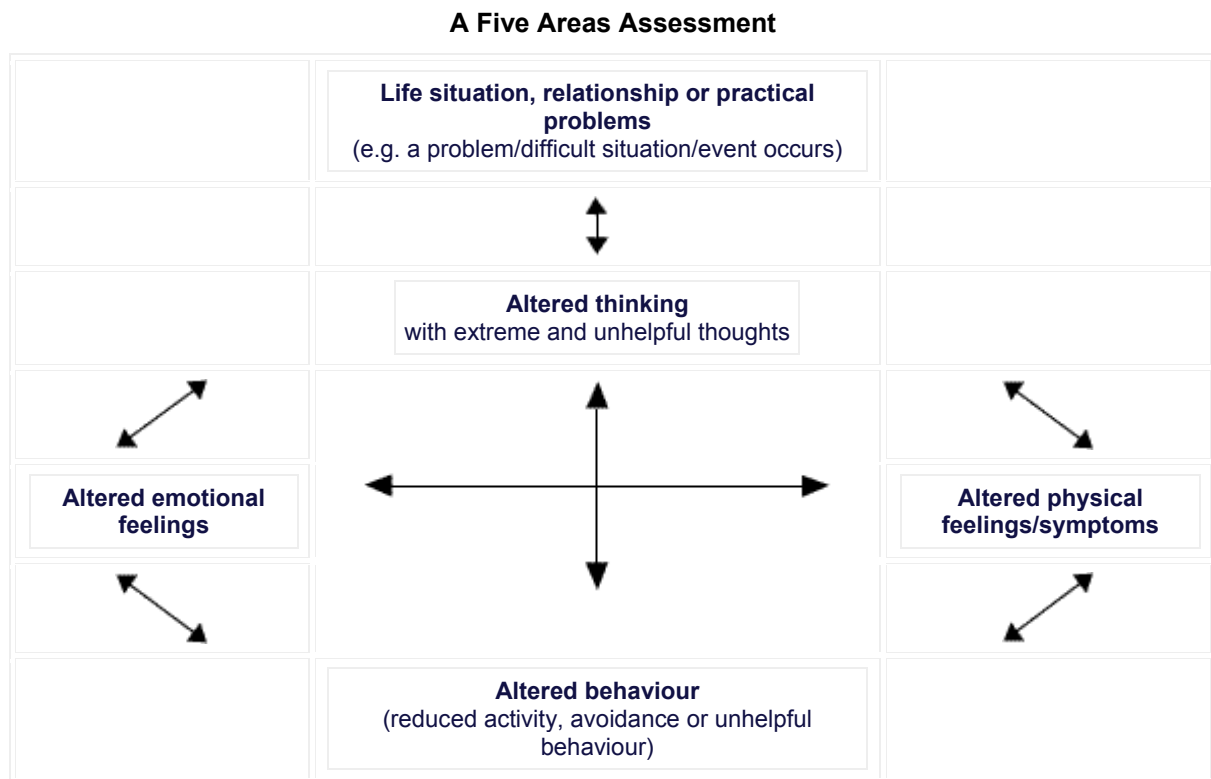 A Five Areas Assessment
Life situation, relationship or practical
problems
(e.g. a problem/difficult situation/event occurs)
Altered thinking
with extreme and unhelpful thoughts
Altered emotional
feelings
Altered physical
feelings/symptoms
Altered behaviour
(reduced activity, avoidance or unhelpful
behaviour)